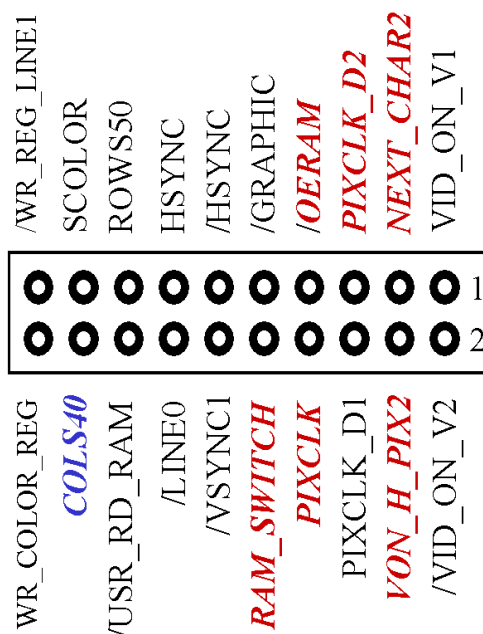 /WR_REG_LINE1
SCOLOR
ROWS50
HSYNC
/HSYNC
/GRAPHIC
/OERAM
PIXCLK_D2
NEXT_CHAR2
VID_ON_V1
1
2
WR_COLOR_REG
COLS40
/USR_RD_RAM
/LINE0
/VSYNC1
RAM_SWITCH
PIXCLK
PIXCLK_D1
VON_H_PIX2
/VID_ON_V2